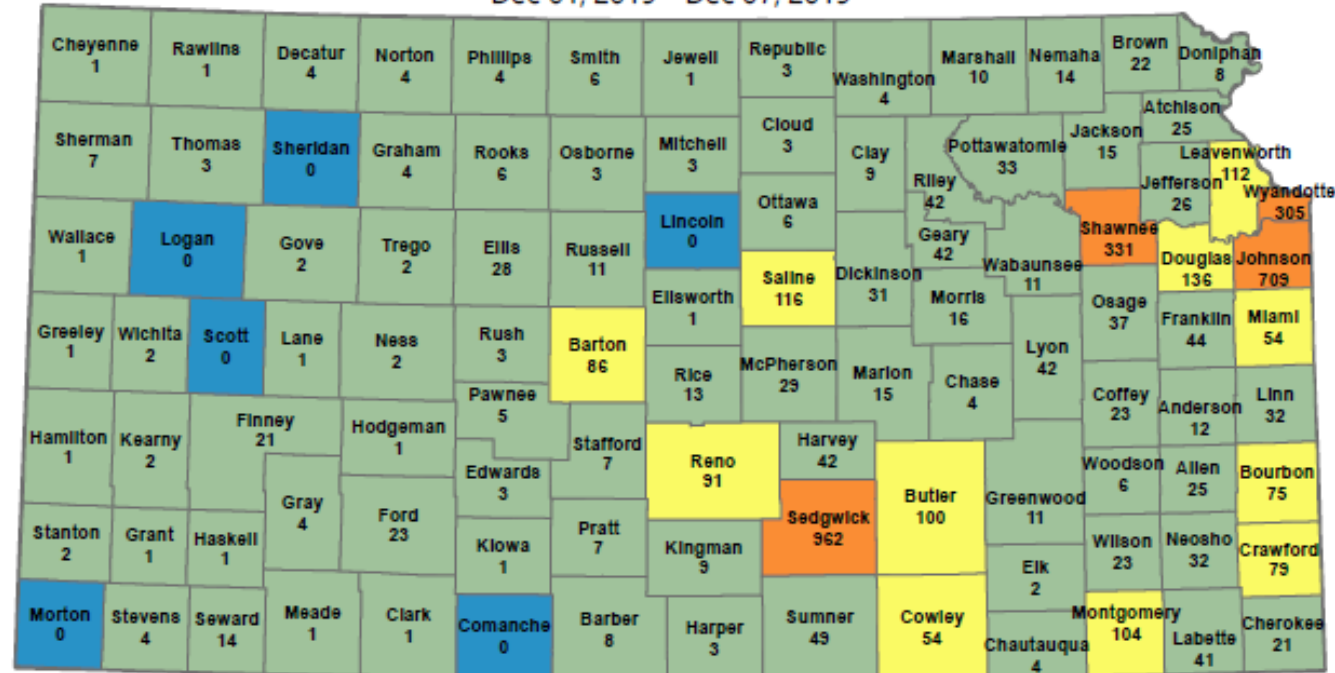 Cheyenne
1
Rawlins
1
Decatur
4
Norton
4
Phillips
4
Smith
6
Jewell
1
Republic
3
Washington
4
Marshall
10
Nemaha
14
Brown
22
Doniphan
8
Sherman
7
Thomas
3
Sheridan
0
Graham
4
Rooks
6
Osborne
3
Mitchell
3
Cloud
3
Clay
9
Riley
42
Pottawatomie
33
Jackson
15
Atchison
25
Jefferson
26
Leavenworth
112
Wyandotte
305
Wallace
1
Logan
0
Gove
2
Trego
2
Ellis
28
Russell
11
Lincoln
0
Ottawa
6
Saline
116
Dickinson
31
Geary
42
Wabaunsee
11
Shawnee
331
Douglas
136
Johnson
709
Greeley
1
Wichita
2
Scott
0
Lane
1
Ness
2
Rush
3
Barton
86
Ellsworth
1
Rice
13
McPherson
29
Marion
15
Morris
16
Chase
4
Lyon
42
Osage
37
Franklin
44
Miami
54
Hamilton
1
Kearny
2
Finney
21
Hodgeman
1
Pawnee
5
Edwards
3
Stafford
7
Reno
91
Harvey
42
Sedgwick
962
Butler
100
Greenwood
11
Coffey
23
Anderson
12
Linn
32
Woodson
6
Allen
25
Bourbon
75
Stanton
2
Grant
1
Haskell
1
Gray
4
Ford
23
Kiowa
1
Pratt
7
Kingman
9
Elk
2
Wilson
23
Neosho
32
Crawford
79
Morton
0
Stevens
4
Seward
14
Meade
1
Clark
1
Comanche
0
Barber
8
Harper
3
Sumner
49
Cowley
54
Chautauqua
4
Montgomery
104
Labette
41
Cherokee
21